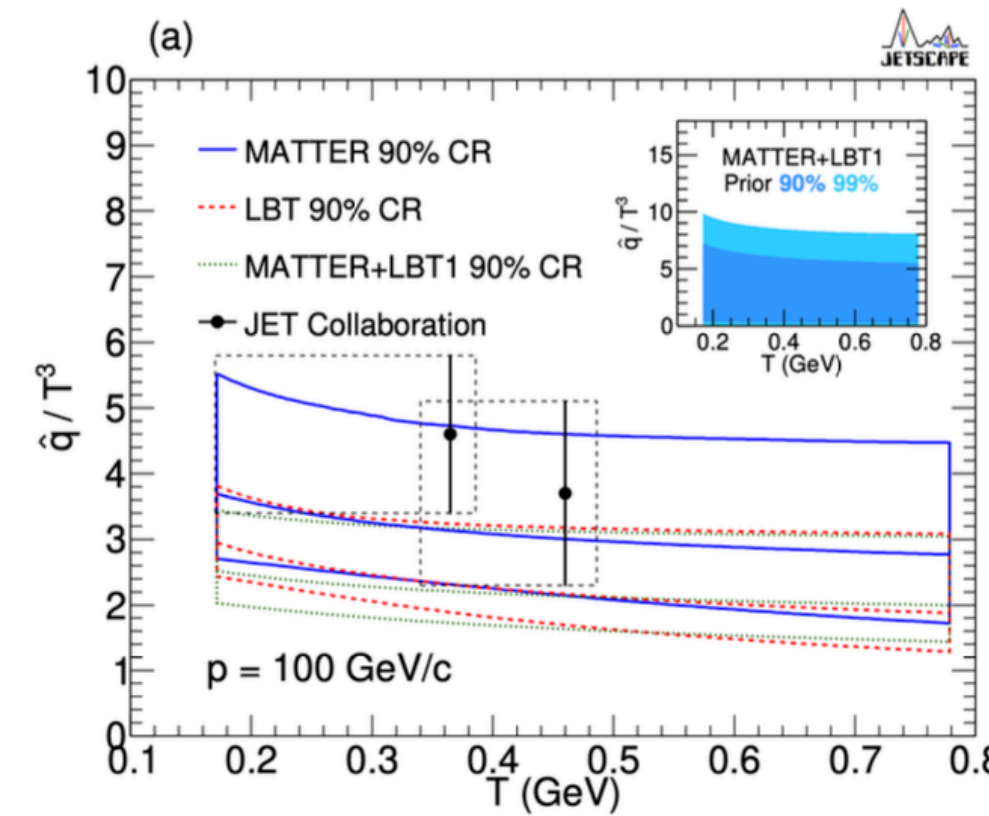 (a)
JETSCAPE
MATTER 90% CR
LBT 90% CR
MATTER+LBT1 90% CR
JET Collaboration
p = 100 GeV/c
q̂ / T³
10
9
8
7
6
5
4
3
2
1
0
0.1 0.2 0.3 0.4 0.5 0.6 0.7 0.8
T (GeV)
MATTER+LBT1
Prior 90% 99%
q̂ / T³
15
10
5
0
0.2 0.4 0.6 0.8
T (GeV)